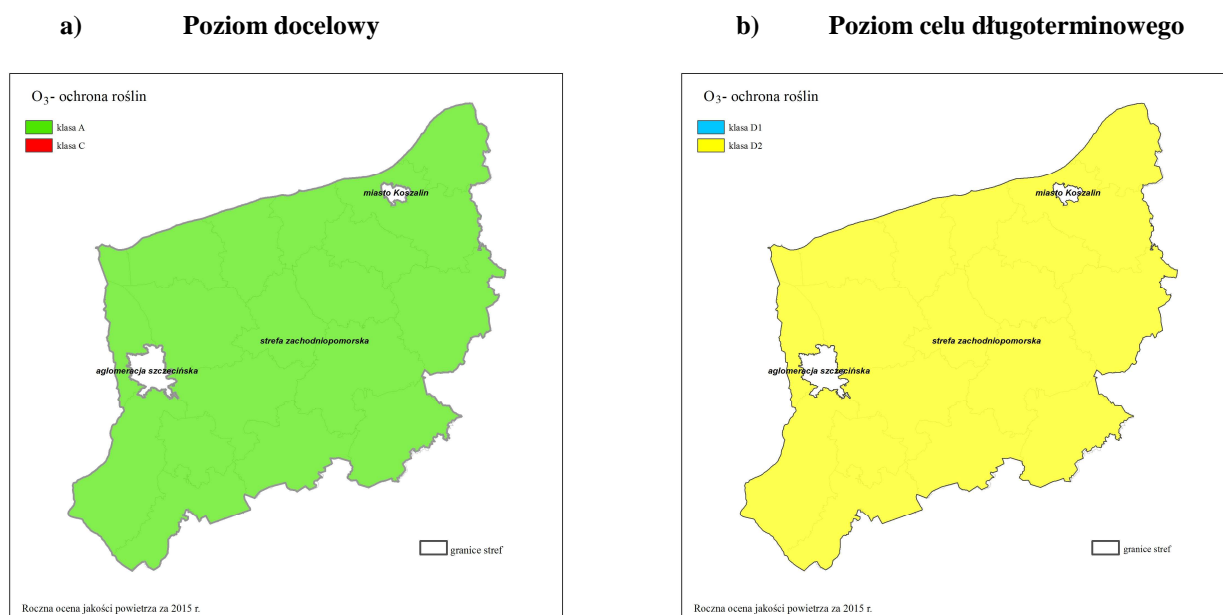 a) Poziom docelowy
O3- ochrona roślin
klasa A
klasa C
miasto Koszalin
strefa zachodniopomorska
aglomeracja szczecińska
granice stref
Roczna ocena jakości powietrza za 2015 r.
b) Poziom celu długoterminowego
O3- ochrona roślin
klasa D1
klasa D2
miasto Koszalin
strefa zachodniopomorska
aglomeracja szczecińska
granice stref
Roczna ocena jakości powietrza za 2015 r.